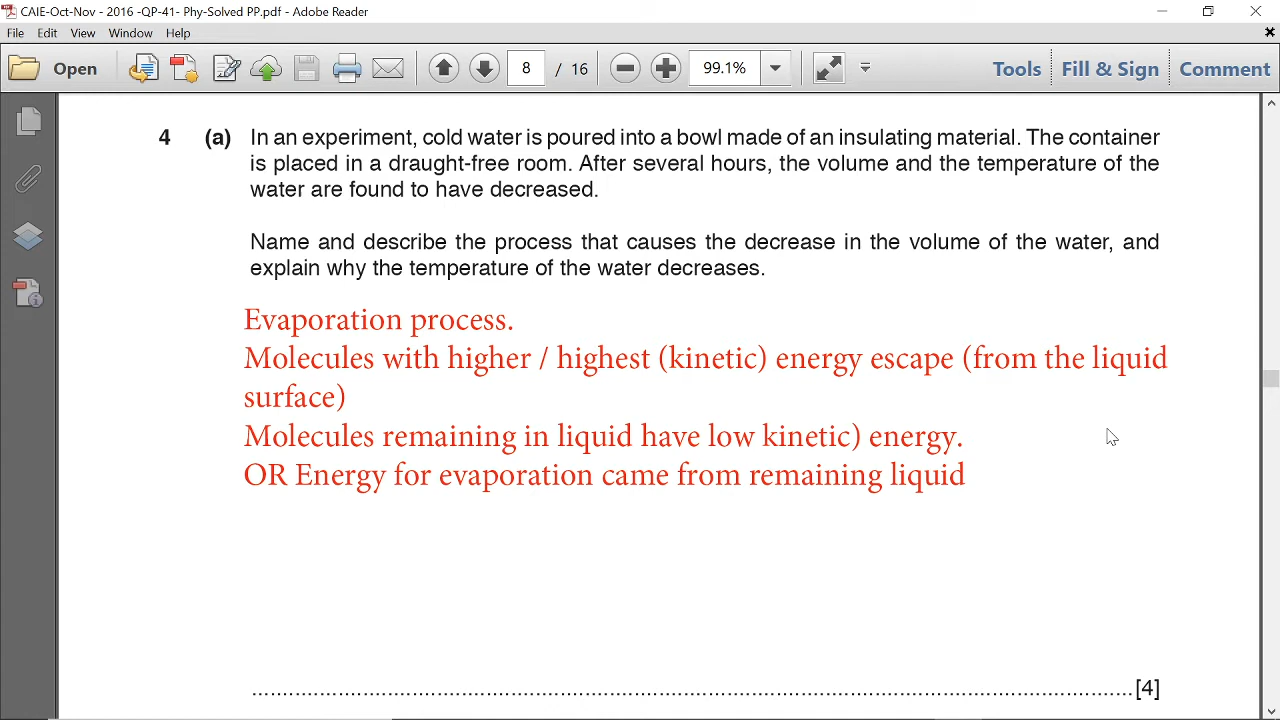 CAIE-Oct-Nov - 2016 -QP-41- Phy-Solved PP.pdf - Adobe Reader
File Edit View Window Help
Open 8 / 16 99.1% Tools Fill & Sign Comment
4 (a) In an experiment, cold water is poured into a bowl made of an insulating material. The container
is placed in a draught-free room. After several hours, the volume and the temperature of the
water are found to have decreased.
Name and describe the process that causes the decrease in the volume of the water, and
explain why the temperature of the water decreases.
Evaporation process.
Molecules with higher / highest (kinetic) energy escape (from the liquid
surface)
Molecules remaining in liquid have low kinetic) energy.
OR Energy for evaporation came from remaining liquid
....................................................................................................................................................[4]